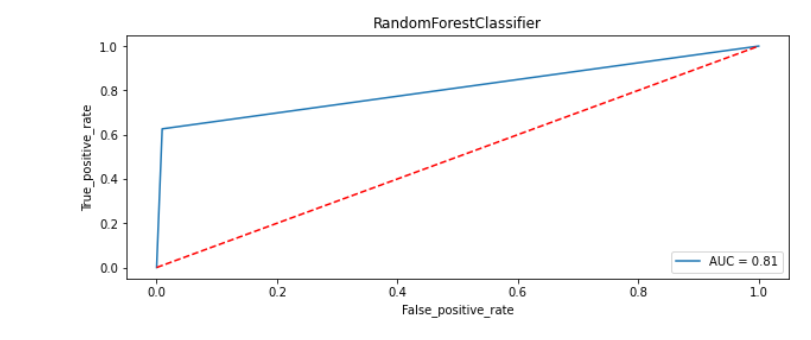 RandomForestClassifier
1.0
0.8
0.6
0.4
0.2
0.0
True_positive_rate
AUC = 0.81
0.0 0.2 0.4 0.6 0.8 1.0
False_positive_rate